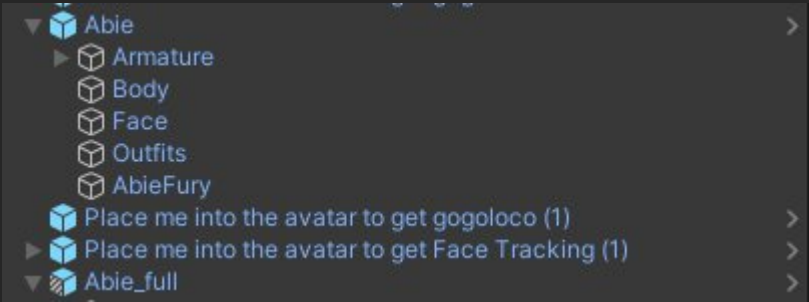 Abie
Armature
Body
Face
Outfits
AbieFury
Place me into the avatar to get gogoloco (1)
Place me into the avatar to get Face Tracking (1)
Abie_full